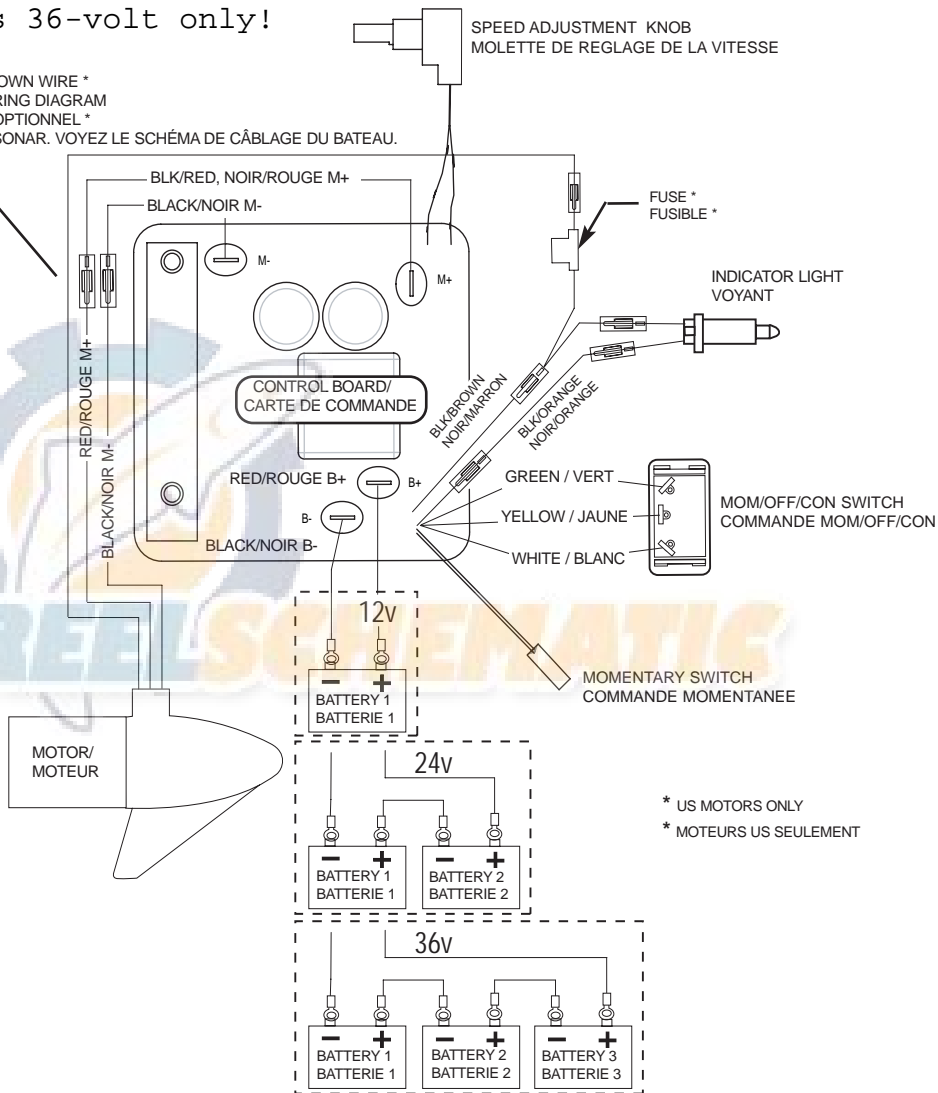 s 36-volt only!
SPEED ADJUSTMENT KNOB
MOLETTE DE REGLAGE DE LA VITESSE
OWN WIRE *
RING DIAGRAM
OPTIONNEL *
SONAR. VOYEZ LE SCHÉMA DE CÂBLAGE DU BATEAU.
BLK/RED, NOIR/ROUGE M+
BLACK/NOIR M-
FUSE *
FUSIBLE *
M-
M+
INDICATOR LIGHT
VOYANT
RED/ROUGE M+
BLACK/NOIR M-
CONTROL BOARD/
CARTE DE COMMANDE
BLK/BROWN
NOIR/MARRON
BLK/ORANGE
NOIR/ORANGE
RED/ROUGE B+
B+
B-
BLACK/NOIR B-
GREEN / VERT
YELLOW / JAUNE
WHITE / BLANC
MOM/OFF/CON SWITCH
COMMANDE MOM/OFF/CON
REELSCHEMATIC
12v
- +
BATTERY 1
BATTERIE 1
MOMENTARY SWITCH
COMMANDE MOMENTANEE
MOTOR/
MOTEUR
24v
- + - +
BATTERY 1 BATTERY 2
BATTERIE 1 BATTERIE 2
* US MOTORS ONLY
* MOTEURS US SEULEMENT
36v
- + - + - +
BATTERY 1 BATTERY 2 BATTERY 3
BATTERIE 1 BATTERIE 2 BATTERIE 3